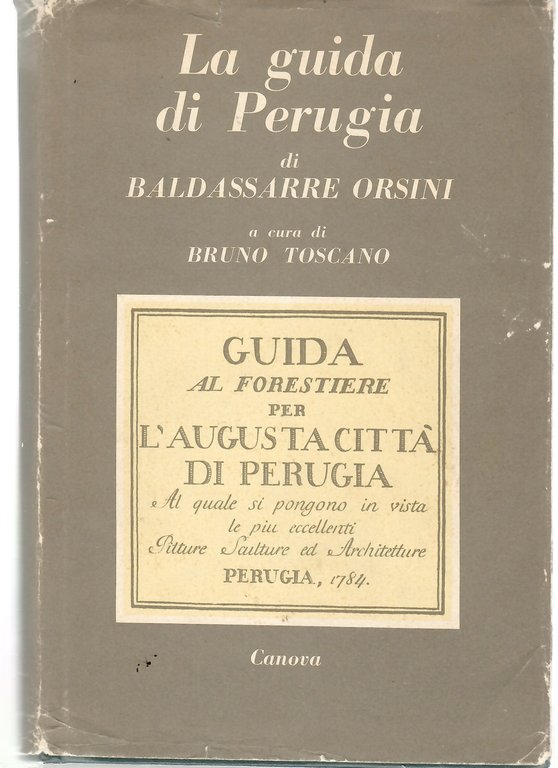 La guida
di Perugia
di
BALDASSARRE ORSINI
a cura di
BRUNO TOSCANO
GUIDA
AL FORESTIERE
PER
L'AUGUSTA CITTÀ
DI PERUGIA
Al quale si pongono in vista
le piu eccellenti
Pitture Sculture ed Architetture
PERUGIA, 1784.
Canova